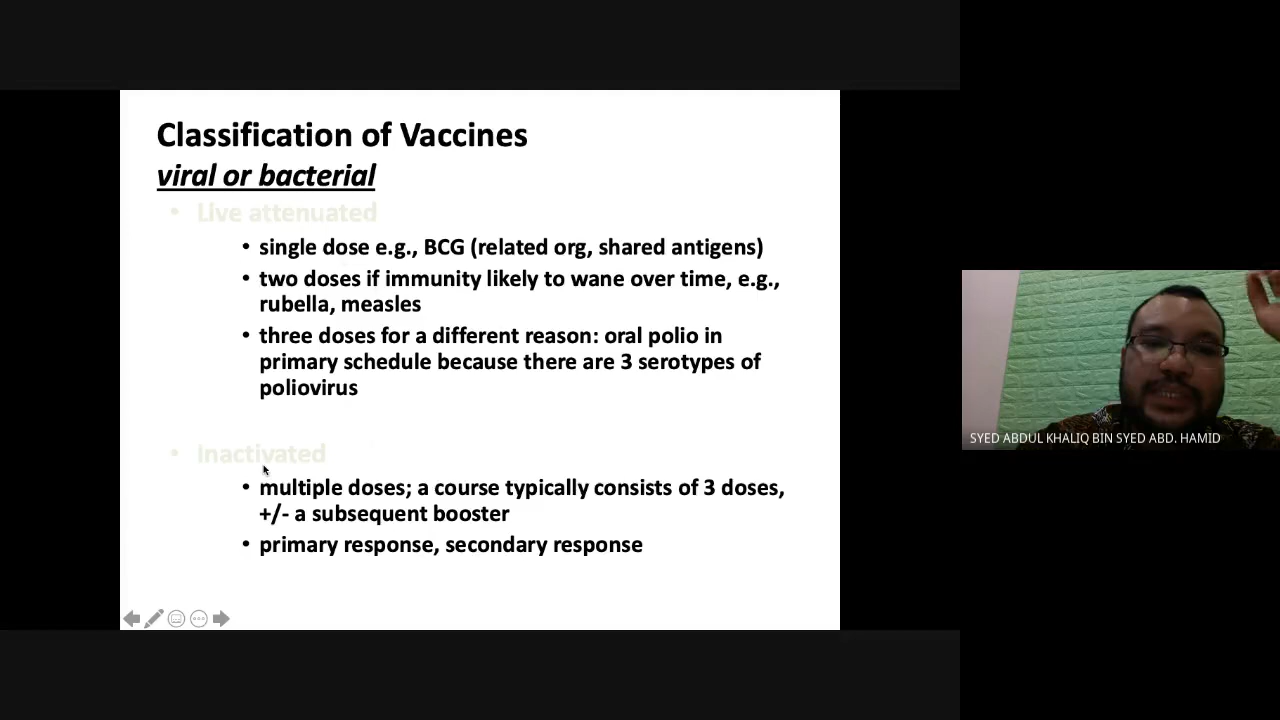 Classification of Vaccines
viral or bacterial
• Live attenuated
• single dose e.g., BCG (related org, shared antigens)
• two doses if immunity likely to wane over time, e.g.,
rubella, measles
• three doses for a different reason: oral polio in
primary schedule because there are 3 serotypes of
poliovirus
• Inactivated
• multiple doses; a course typically consists of 3 doses,
+/- a subsequent booster
• primary response, secondary response
SYED ABDUL KHALIQ BIN SYED ABD. HAMID